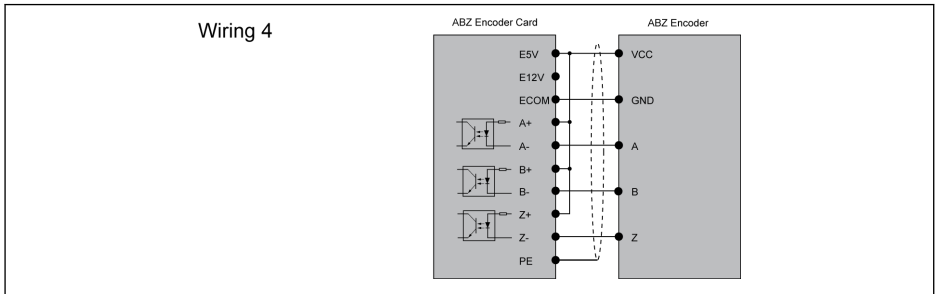 Wiring 4
ABZ Encoder Card
ABZ Encoder
E5V
VCC
E12V
ECOM
GND
A+
A-
A
B+
B-
B
Z+
Z-
Z
PE